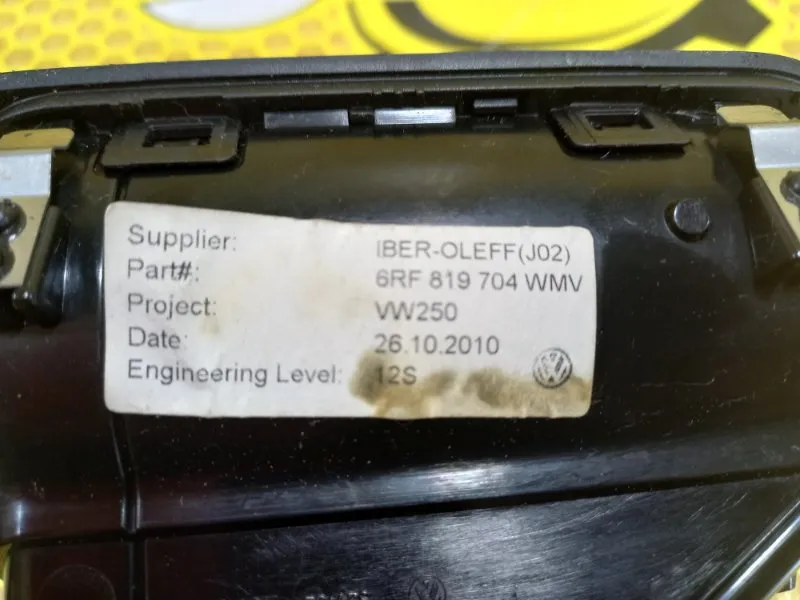 Supplier: IBER-OLEFF(J02)
Part#: 6RF 819 704 WMV
Project: VW250
Date: 26.10.2010
Engineering Level: 12S